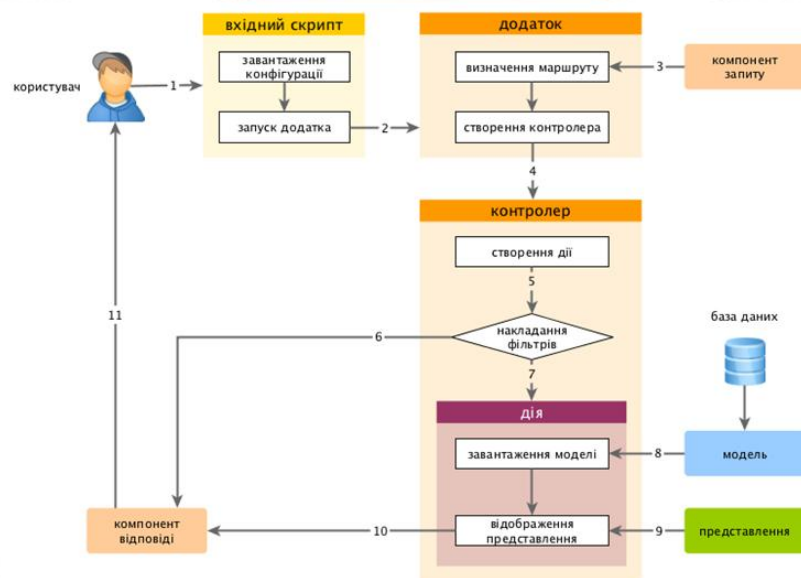 вхідний скрипт
додаток
завантаження
конфігурації
визначення маршруту
3
компонент
запиту
користувач
1
запуск додатка
2
створення контролера
4
контролер
створення дії
5
11
6
накладання
фільтрів
база даних
7
дія
завантаження моделі
8
модель
компонент
відповіді
10
відображення
представлення
9
представлення